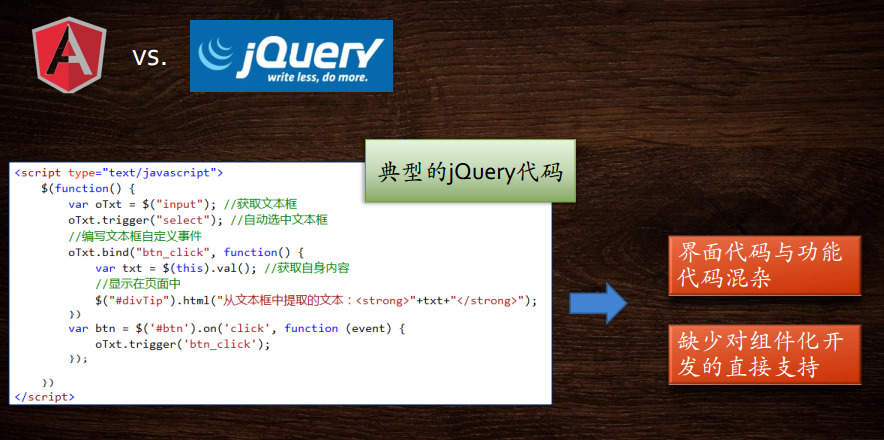 A
vs.
jQuery
write less, do more.
典型的jQuery代码
<script type="text/javascript">
$(function() {
var oTxt = $("input"); //获取文本框
oTxt.trigger("select"); //自动选中文本框
//编写文本框自定义事件
oTxt.bind("btn_click", function() {
var txt = $(this).val(); //获取自身内容
//显示在页面中
$("#divTip").html("从文本框中提取的文本：<strong>"+txt+"</strong>");
})
var btn = $('#btn').on('click', function (event) {
oTxt.trigger('btn_click');
});
})
</script>
界面代码与功能
代码混杂
缺少对组件化开
发的直接支持